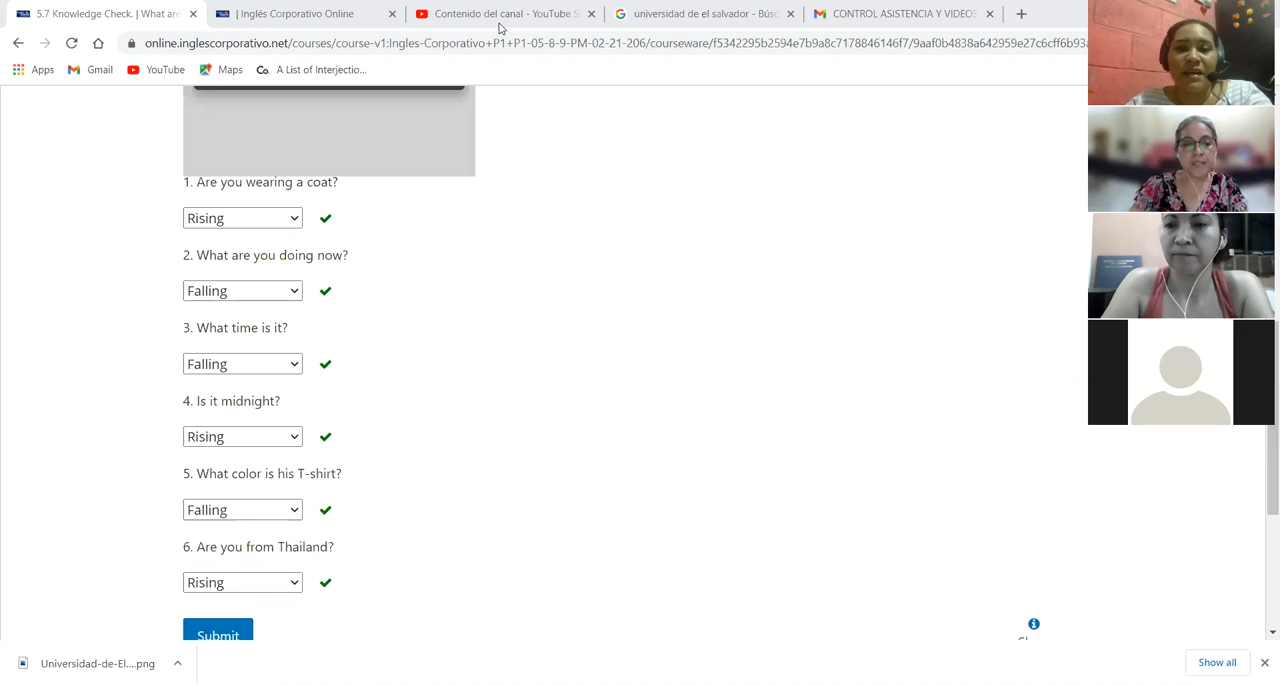 5.7 Knowledge Check. | What are
| Inglés Corporativo Online
Contenido del canal - YouTube S
universidad de el salvador - Búsc
CONTROL ASISTENCIA Y VIDEOS
online.inglescorporativo.net/courses/course-v1:Ingles-Corporativo+P1+P1-05-8-9-PM-02-21-206/courseware/f5342295b2594e7b9a8c7178846146f7/9aaf0b4838a642959e27c6cff6b93a
Apps
Gmail
YouTube
Maps
Co. A List of Interjectio...
1. Are you wearing a coat?
Rising
2. What are you doing now?
Falling
3. What time is it?
Falling
4. Is it midnight?
Rising
5. What color is his T-shirt?
Falling
6. Are you from Thailand?
Rising
Submit
Universidad-de-El....png
Show all